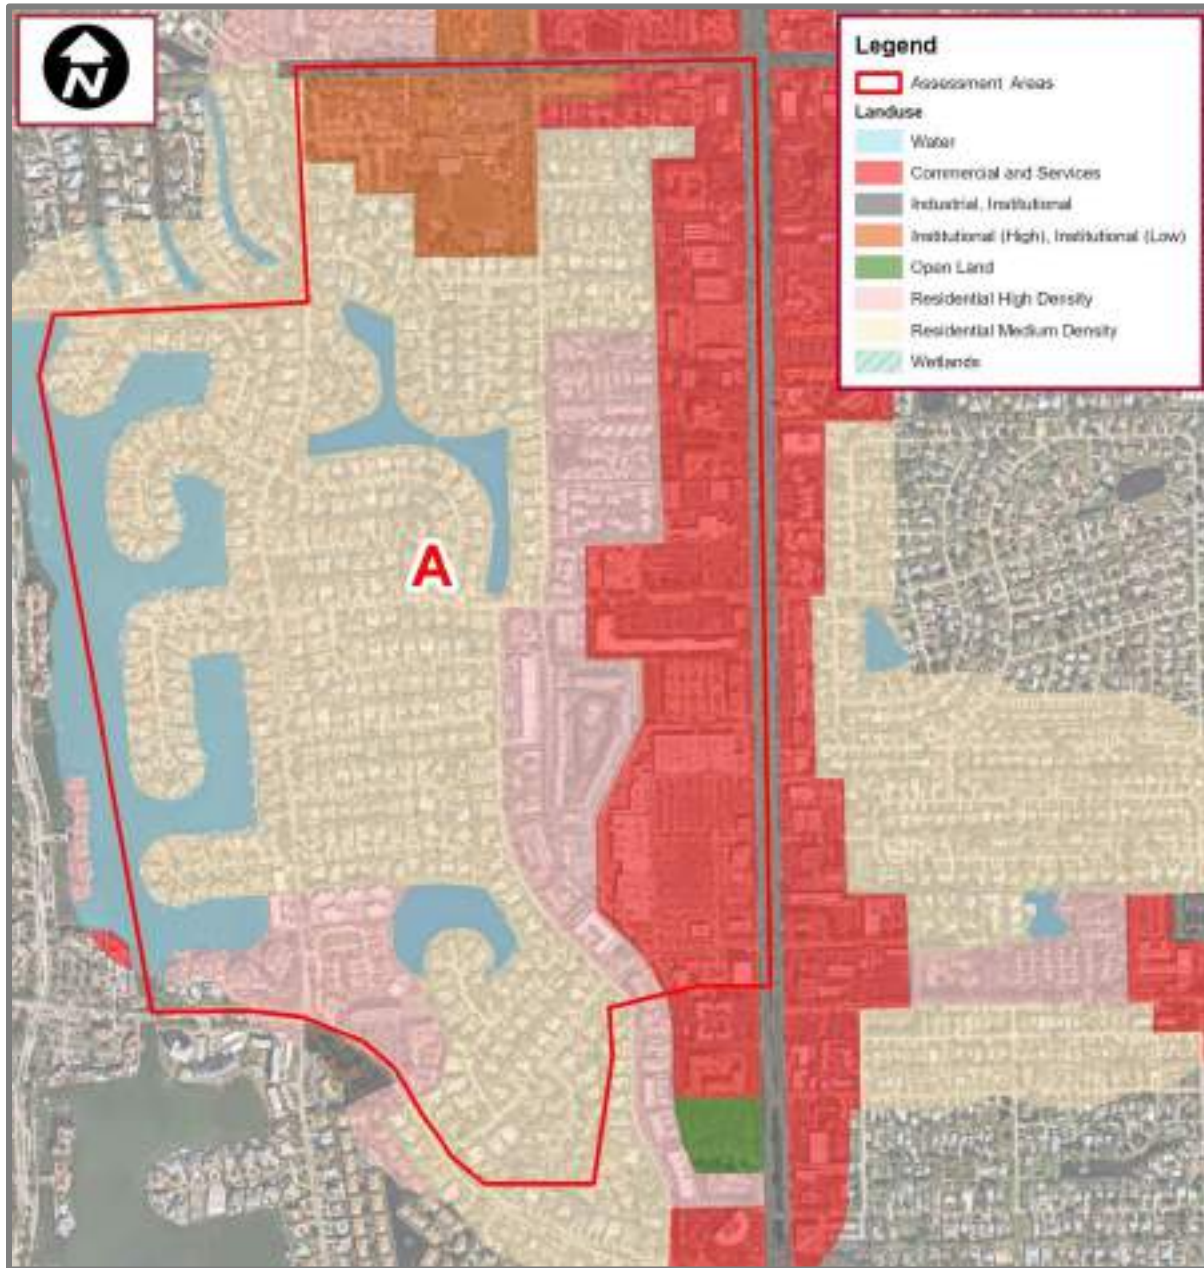 N
Legend
Assessment Areas
Landuse
Water
Commercial and Services
Industrial, Institutional
Institutional (High), Institutional (Low)
Open Land
Residential High Density
Residential Medium Density
Wetlands
A